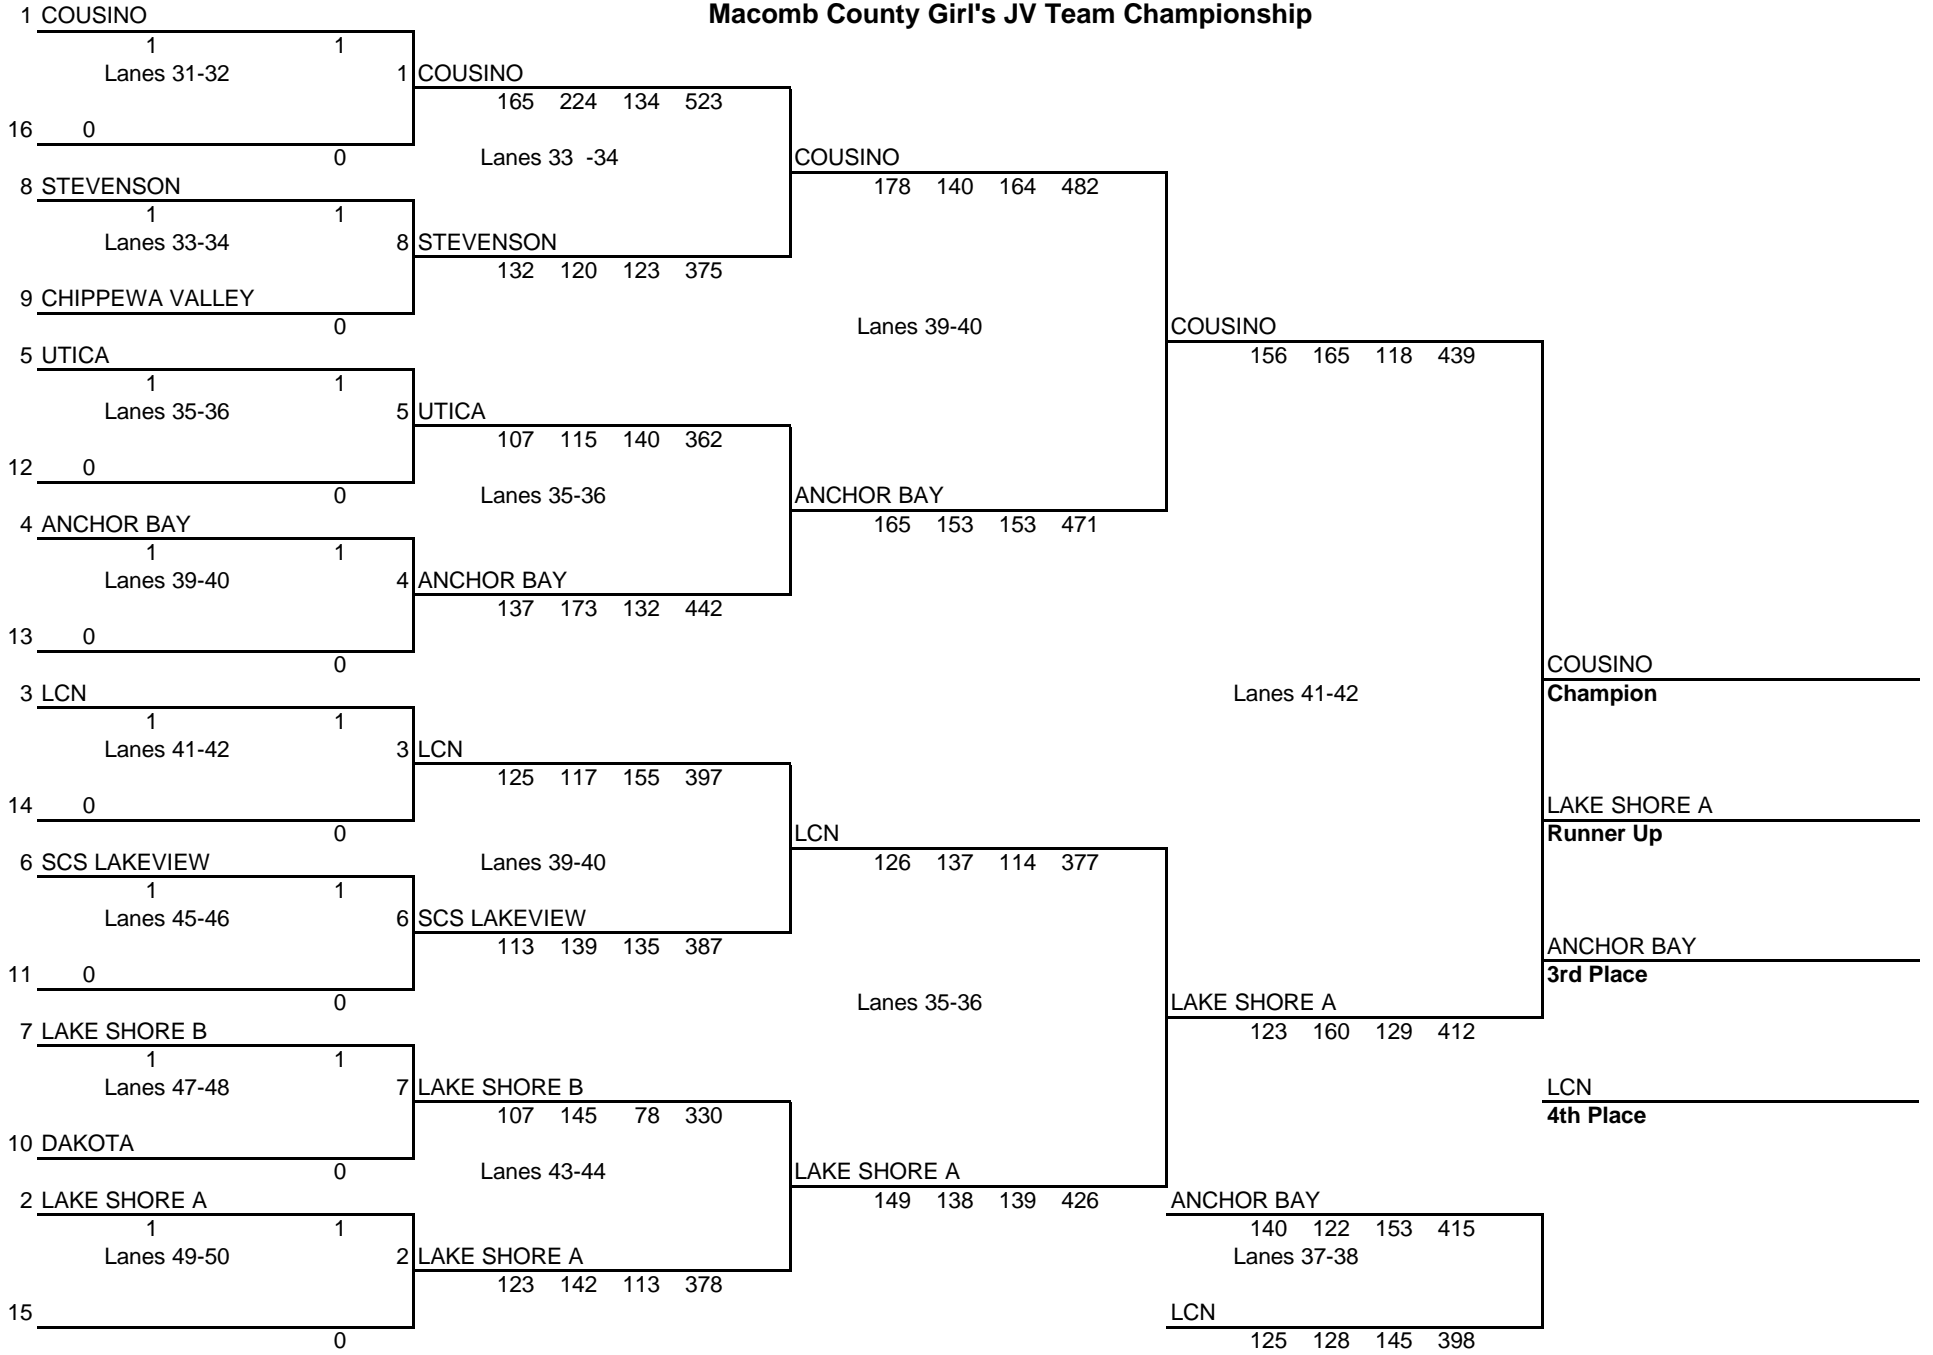 Macomb County Girl's JV Team Championship
1 COUSINO
1 1
Lanes 31-32
16 0
0
8 STEVENSON
1 1
Lanes 33-34
9 CHIPPEWA VALLEY
0
5 UTICA
1 1
Lanes 35-36
12 0
0
4 ANCHOR BAY
1 1
Lanes 39-40
13 0
0
3 LCN
1 1
Lanes 41-42
14 0
0
6 SCS LAKEVIEW
1 1
Lanes 45-46
11 0
0
7 LAKE SHORE B
1 1
Lanes 47-48
10 DAKOTA
0
2 LAKE SHORE A
1 1
Lanes 49-50
15
0
1 COUSINO
165 224 134 523
Lanes 33 -34
8 STEVENSON
132 120 123 375
5 UTICA
107 115 140 362
Lanes 35-36
4 ANCHOR BAY
137 173 132 442
3 LCN
125 117 155 397
Lanes 39-40
6 SCS LAKEVIEW
113 139 135 387
7 LAKE SHORE B
107 145 78 330
Lanes 43-44
2 LAKE SHORE A
123 142 113 378
COUSINO
178 140 164 482
Lanes 39-40
ANCHOR BAY
165 153 153 471
LCN
126 137 114 377
Lanes 35-36
LAKE SHORE A
149 138 139 426
COUSINO
156 165 118 439
Lanes 41-42
LAKE SHORE A
123 160 129 412
ANCHOR BAY
140 122 153 415
Lanes 37-38
LCN
125 128 145 398
COUSINO
Champion
LAKE SHORE A
Runner Up
ANCHOR BAY
3rd Place
LCN
4th Place